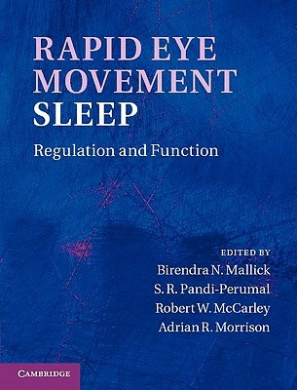 RAPID EYE
MOVEMENT
SLEEP
Regulation and Function
EDITED BY
Birendra N. Mallick
S. R. Pandi-Perumal
Robert W. McCarley
Adrian R. Morrison
CAMBRIDGE